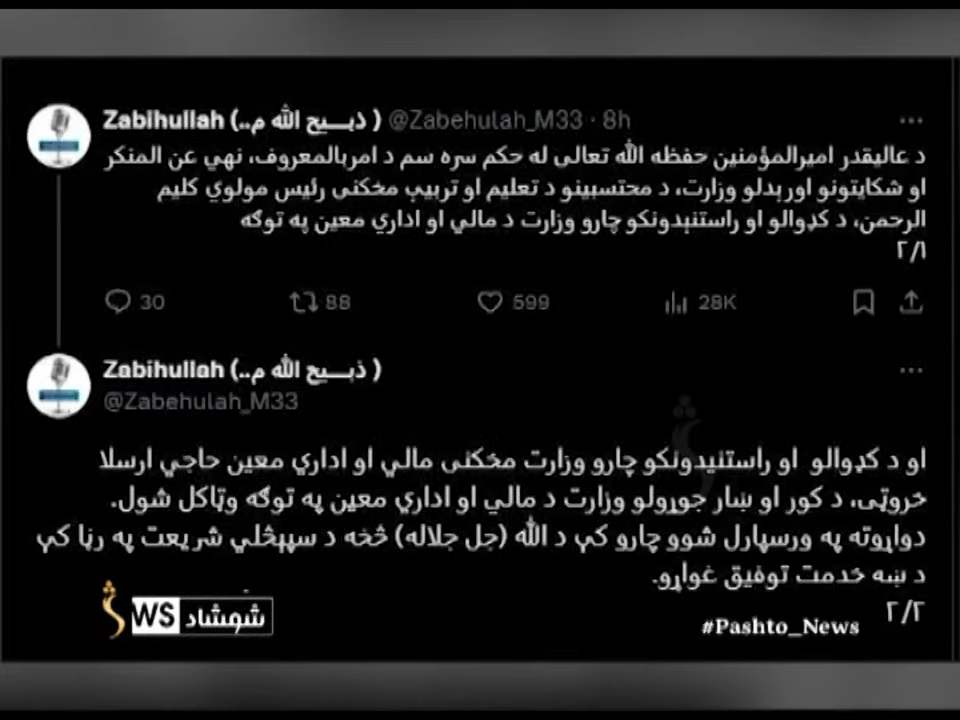 Zabihullah (..ذبـــیح الله م ) @Zabehulah_M33 · 8h
د عالیقدر امیرالمؤمنین حفظه الله تعالی له حکم سره سم د امربالمعروف، نهي عن المنکر
او شکایتونو اورېدلو وزارت، د محتسبینو د تعلیم او تربیې مخکنی رئیس مولوي کلیم
الرحمن، د کډوالو او راستنېدونکو چارو وزارت د مالي او اداري معین په توګه
۲/۱
30 88 599 28K
Zabihullah (..ذبـــیح الله م )
@Zabehulah_M33
او د کډوالو او راستنیدونکو چارو وزارت مخکنی مالي او اداري معین حاجي ارسلا
خروټی، د کور او ښار جوړولو وزارت د مالي او اداري معین په توګه وټاکل شول.
دواړوته په ورسپارل شوو چارو کې د الله (جل جلاله) څخه د سپېڅلي شریعت په رڼا کې
د ښه خدمت توفیق غواړو.
۲/۲
WS شمشاد
#Pashto_News